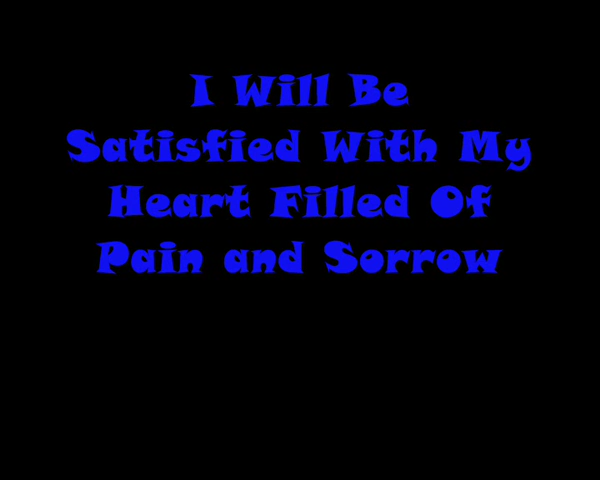 I Will Be
Satisfied With My
Heart Filled Of
Pain and Sorrow